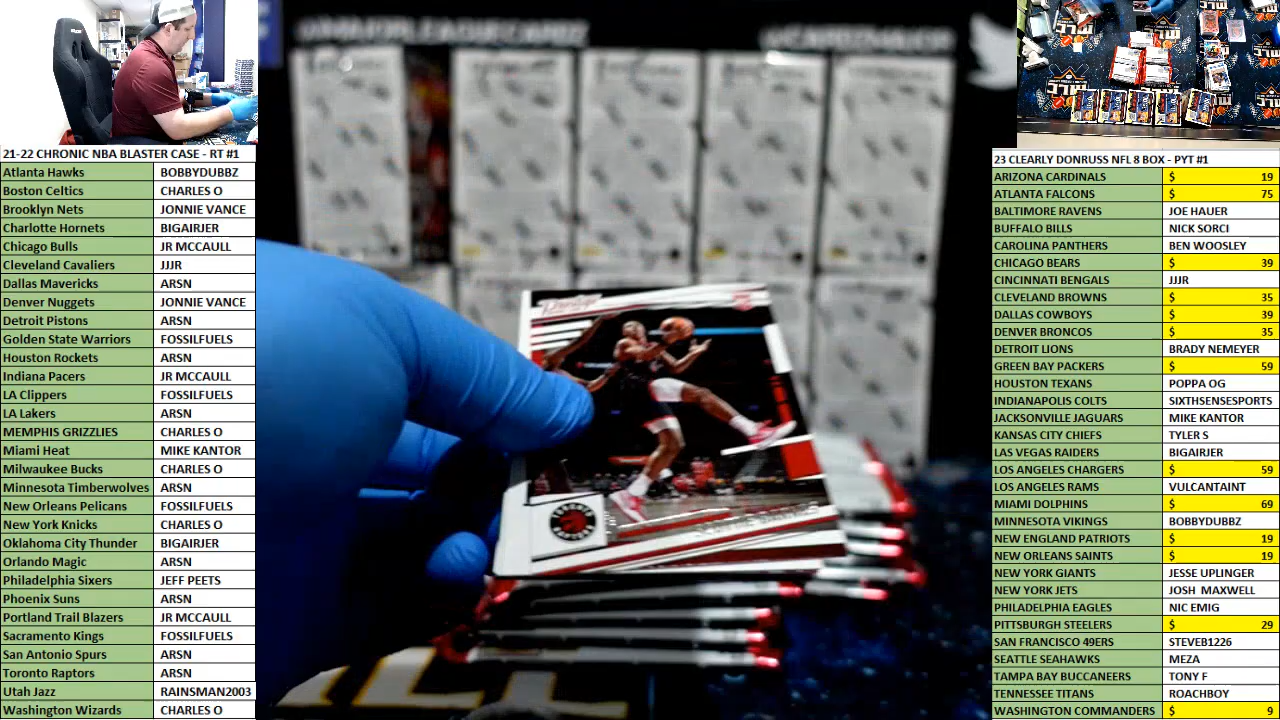 @MAJORLEAGUECARDZ
@CARDZMAJOR
21-22 CHRONIC NBA BLASTER CASE - RT #1
Atlanta Hawks BOBBYDUBBZ
Boston Celtics CHARLES O
Brooklyn Nets JONNIE VANCE
Charlotte Hornets BIGAIRJER
Chicago Bulls JR MCCAULL
Cleveland Cavaliers JJJR
Dallas Mavericks ARSN
Denver Nuggets JONNIE VANCE
Detroit Pistons ARSN
Golden State Warriors FOSSILFUELS
Houston Rockets ARSN
Indiana Pacers JR MCCAULL
LA Clippers FOSSILFUELS
LA Lakers ARSN
MEMPHIS GRIZZLIES CHARLES O
Miami Heat MIKE KANTOR
Milwaukee Bucks CHARLES O
Minnesota Timberwolves ARSN
New Orleans Pelicans FOSSILFUELS
New York Knicks CHARLES O
Oklahoma City Thunder BIGAIRJER
Orlando Magic ARSN
Philadelphia Sixers JEFF PEETS
Phoenix Suns ARSN
Portland Trail Blazers JR MCCAULL
Sacramento Kings FOSSILFUELS
San Antonio Spurs ARSN
Toronto Raptors ARSN
Utah Jazz RAINSMAN2003
Washington Wizards CHARLES O
Prestige
TORONTO
RAPTORS
23 CLEARLY DONRUSS NFL 8 BOX - PYT #1
ARIZONA CARDINALS $ 19
ATLANTA FALCONS $ 75
BALTIMORE RAVENS JOE HAUER
BUFFALO BILLS NICK SORCI
CAROLINA PANTHERS BEN WOOSLEY
CHICAGO BEARS $ 39
CINCINNATI BENGALS JJJR
CLEVELAND BROWNS $ 35
DALLAS COWBOYS $ 39
DENVER BRONCOS $ 35
DETROIT LIONS BRADY NEMEYER
GREEN BAY PACKERS $ 59
HOUSTON TEXANS POPPA OG
INDIANAPOLIS COLTS SIXTHSENSESPORTS
JACKSONVILLE JAGUARS MIKE KANTOR
KANSAS CITY CHIEFS TYLER S
LAS VEGAS RAIDERS BIGAIRJER
LOS ANGELES CHARGERS $ 59
LOS ANGELES RAMS VULCANTAINT
MIAMI DOLPHINS $ 69
MINNESOTA VIKINGS BOBBYDUBBZ
NEW ENGLAND PATRIOTS $ 19
NEW ORLEANS SAINTS $ 19
NEW YORK GIANTS JESSE UPLINGER
NEW YORK JETS JOSH MAXWELL
PHILADELPHIA EAGLES NIC EMIG
PITTSBURGH STEELERS $ 29
SAN FRANCISCO 49ERS STEVEB1226
SEATTLE SEAHAWKS MEZA
TAMPA BAY BUCCANEERS TONY F
TENNESSEE TITANS ROACHBOY
WASHINGTON COMMANDERS $ 9